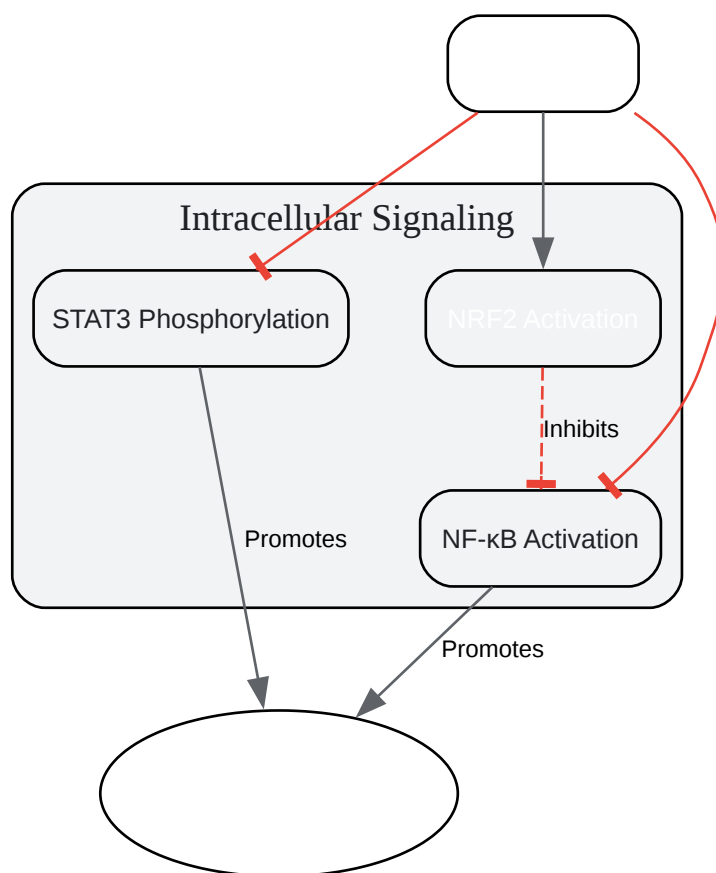 Intracellular Signaling
STAT3 Phosphorylation
NRF2 Activation
Inhibits
NF-κB Activation
Promotes
Promotes